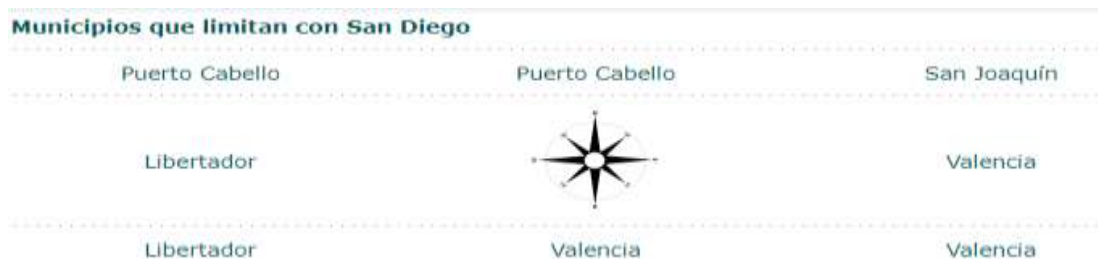 Municipios que limitan con San Diego
Puerto Cabello Puerto Cabello San Joaquín
Libertador Valencia
Libertador Valencia Valencia